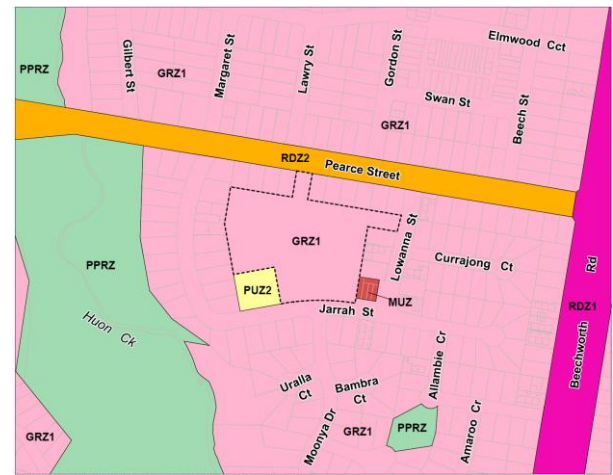 Elmwood Cct
Gilbert St
Margaret St
Lawry St
Gordon St
PPRZ
GRZ1
Swan St
Beech St
GRZ1
RDZ2
Pearce Street
GRZ1
Lowanna St
PPRZ
Currajong Ct
PUZ2
MUZ
RDZ1
Beechworth Rd
Jarrah St
Huon Ck
Uralla Ct
Bambra Ct
Allambie Cr
Moonya Dr
GRZ1
PPRZ
Amaroo Cr
GRZ1